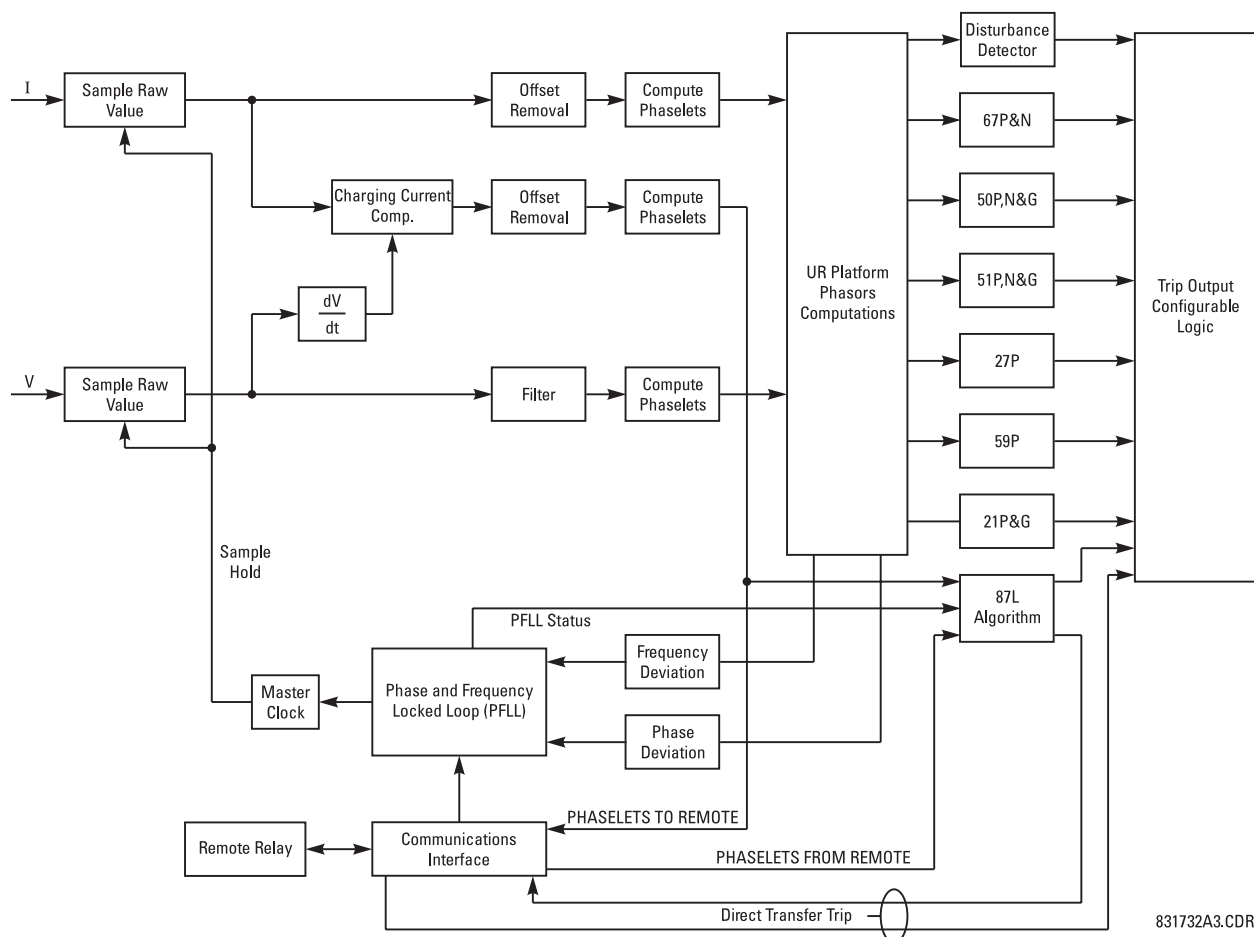 I
Sample Raw
Value
Offset
Removal
Compute
Phaselets
Charging Current
Comp.
Offset
Removal
Compute
Phaselets
dV
dt
V
Sample Raw
Value
Filter
Compute
Phaselets
UR Platform
Phasors
Computations
Disturbance
Detector
67P&N
50P,N&G
51P,N&G
27P
59P
21P&G
Trip Output
Configurable
Logic
Sample
Hold
87L
Algorithm
PFLL Status
Frequency
Deviation
Master
Clock
Phase and Frequency
Locked Loop (PFLL)
Phase
Deviation
PHASELETS TO REMOTE
Remote Relay
Communications
Interface
PHASELETS FROM REMOTE
Direct Transfer Trip
831732A3.CDR